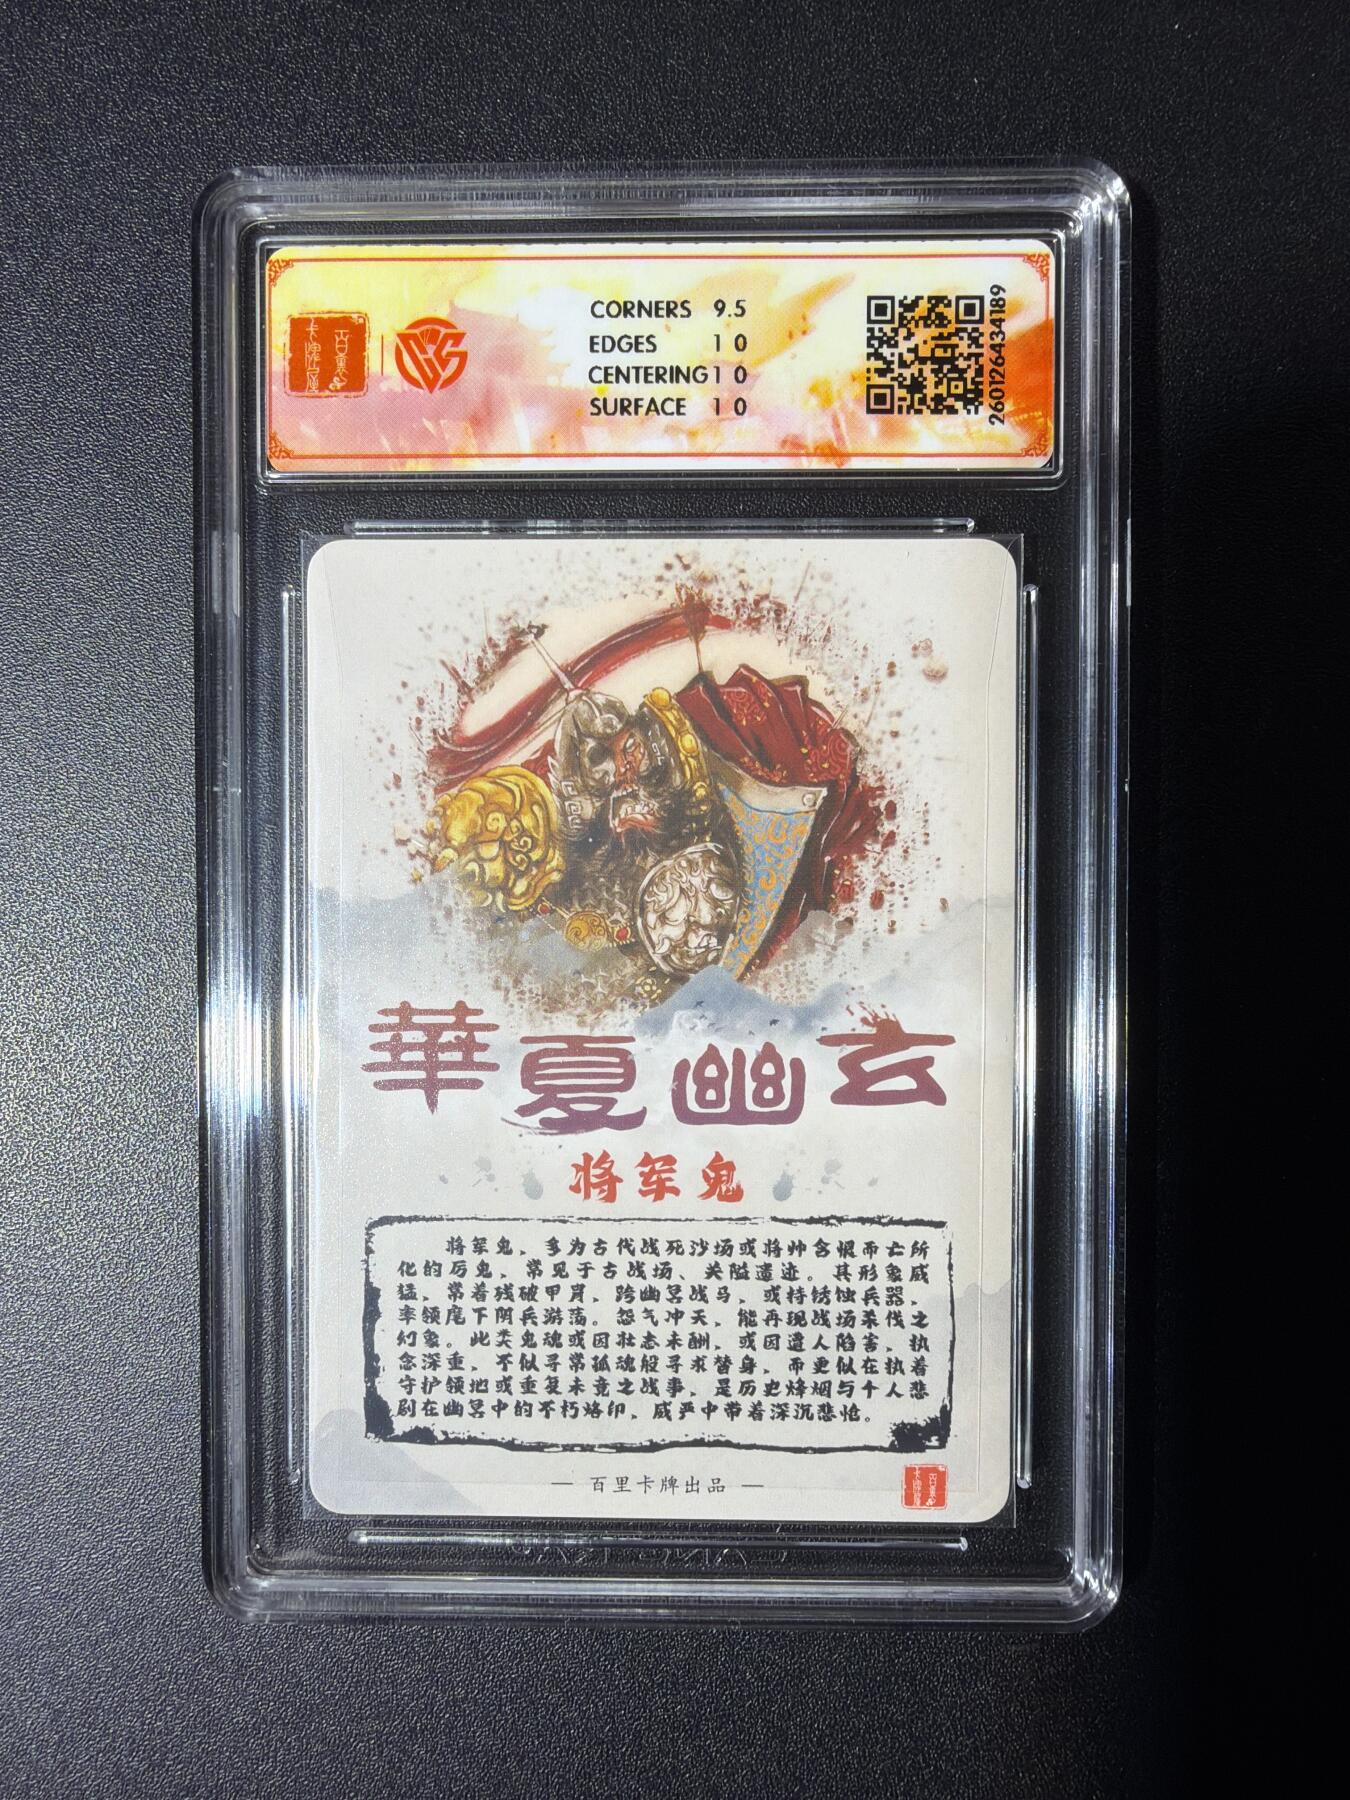 百里
卡牌屋
CORNERS 9.5
EDGES 10
CENTERING 10
SURFACE 10
260126434189
華夏幽玄
将军鬼
将军鬼，多为古代战死沙场或将帅含恨而亡所
化的厉鬼，常见于古战场、关隘遗迹。其形象威
猛，常着残破甲胄，跨幽冥战马，或持锈蚀兵器，
率领麾下阴兵游荡。怨气冲天，能再现战场杀伐之
幻象。此类鬼魂或因壮志未酬，或因遭人陷害，执
念深重，不似寻常孤魂般寻求替身，而更似在执着
守护领地或重复未竟之战事，是历史烽烟与个人悲
剧在幽冥中的不朽烙印，威严中带着深沉悲怆。
— 百里卡牌出品 —